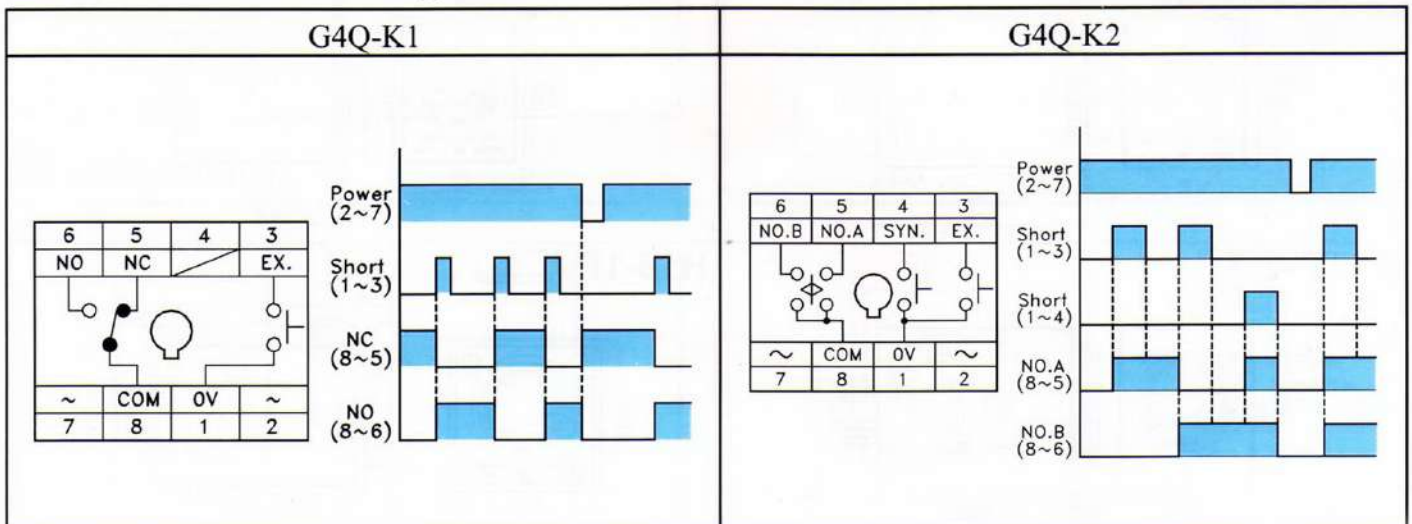 G4Q-K1
6 5 4 3
NO NC EX.
~ COM 0V ~
7 8 1 2
Power
(2~7)
Short
(1~3)
NC
(8~5)
NO
(8~6)
G4Q-K2
6 5 4 3
NO.B NO.A SYN. EX.
~ COM 0V ~
7 8 1 2
Power
(2~7)
Short
(1~3)
Short
(1~4)
NO.A
(8~5)
NO.B
(8~6)